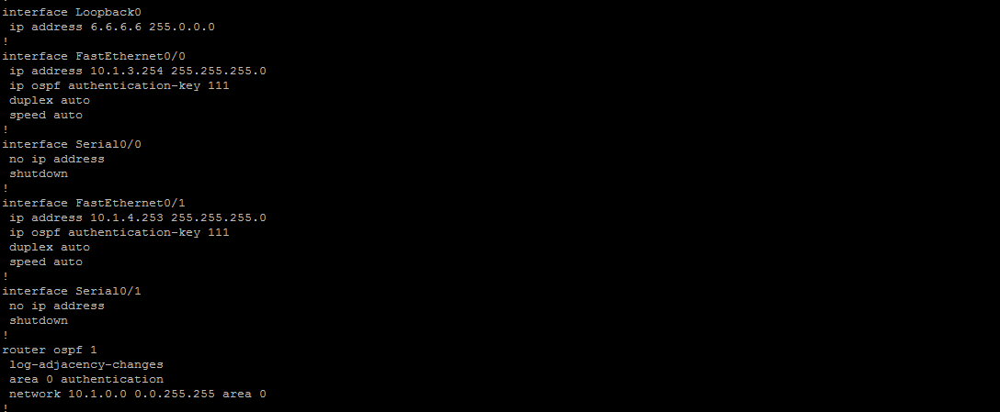 !
interface Loopback0
 ip address 6.6.6.6 255.0.0.0
!
interface FastEthernet0/0
 ip address 10.1.3.254 255.255.255.0
 ip ospf authentication-key 111
 duplex auto
 speed auto
!
interface Serial0/0
 no ip address
 shutdown
!
interface FastEthernet0/1
 ip address 10.1.4.253 255.255.255.0
 ip ospf authentication-key 111
 duplex auto
 speed auto
!
interface Serial0/1
 no ip address
 shutdown
!
router ospf 1
 log-adjacency-changes
 area 0 authentication
 network 10.1.0.0 0.0.255.255 area 0
!